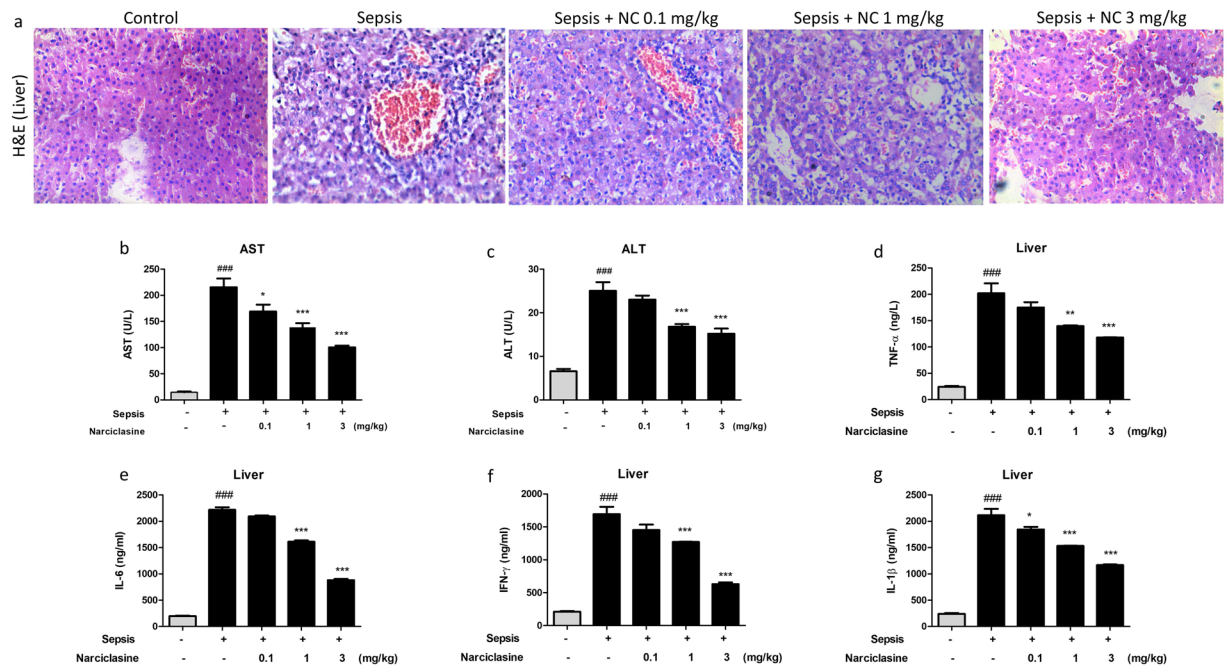 a
Control
Sepsis
Sepsis + NC 0.1 mg/kg
Sepsis + NC 1 mg/kg
Sepsis + NC 3 mg/kg
H&E (Liver)
b
AST
AST (U/L)
250
200
150
100
50
0
###
*
***
***
Sepsis - + + + +
Narciclasine - - 0.1 1 3 (mg/kg)
c
ALT
ALT (U/L)
30
20
10
0
###
***
***
Sepsis - + + + +
Narciclasine - - 0.1 1 3 (mg/kg)
d
Liver
TNF-α (ng/L)
250
200
150
100
50
0
###
**
***
Sepsis - + + + +
Narciclasine - - 0.1 1 3 (mg/kg)
e
Liver
IL-6 (ng/ml)
2500
2000
1500
1000
500
0
###
***
***
Sepsis - + + + +
Narciclasine - - 0.1 1 3 (mg/kg)
f
Liver
IFN-γ (ng/ml)
2000
1500
1000
500
0
###
***
***
Sepsis - + + + +
Narciclasine - - 0.1 1 3 (mg/kg)
g
Liver
IL-1β (ng/ml)
2500
2000
1500
1000
500
0
###
*
***
***
Sepsis - + + + +
Narciclasine - - 0.1 1 3 (mg/kg)